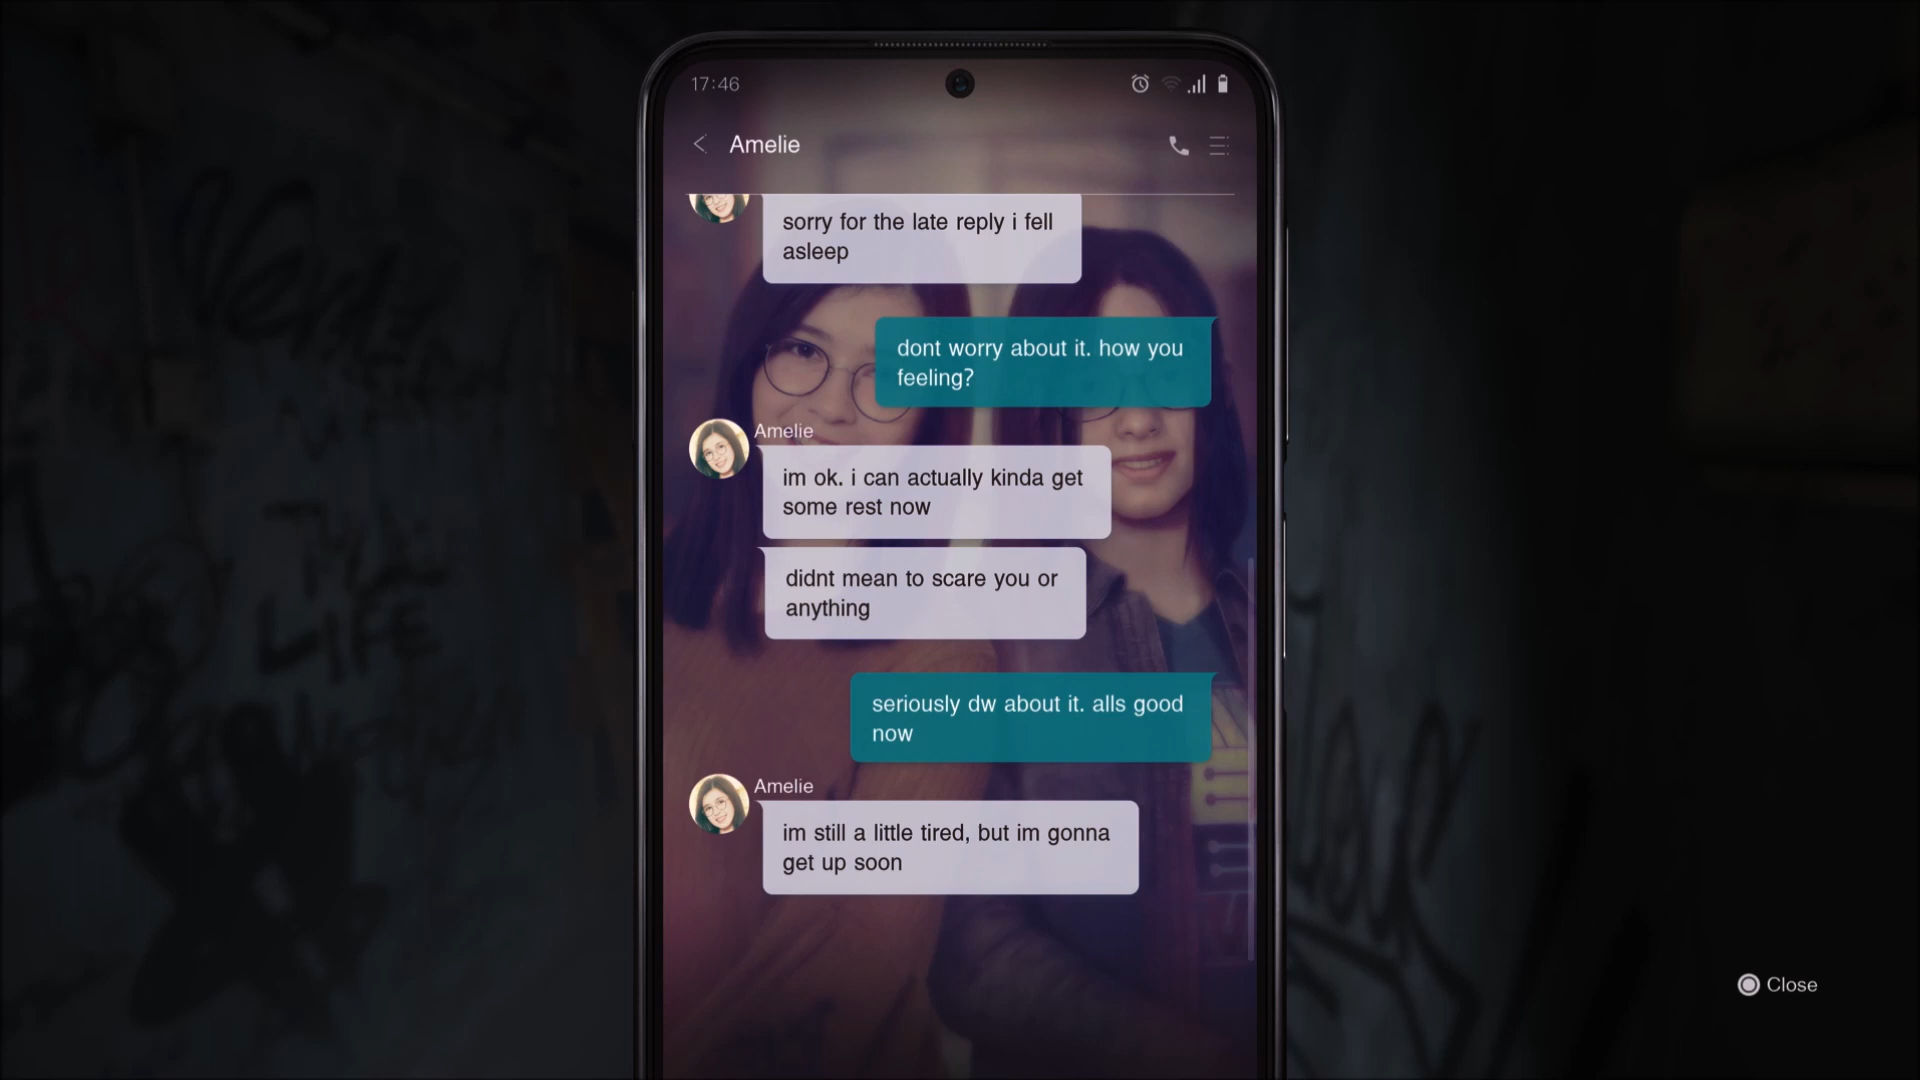 17:46
Amelie
sorry for the late reply i fell
asleep
dont worry about it. how you
feeling?
Amelie
im ok. i can actually kinda get
some rest now
didnt mean to scare you or
anything
seriously dw about it. alls good
now
Amelie
im still a little tired, but im gonna
get up soon
LIFE
Close